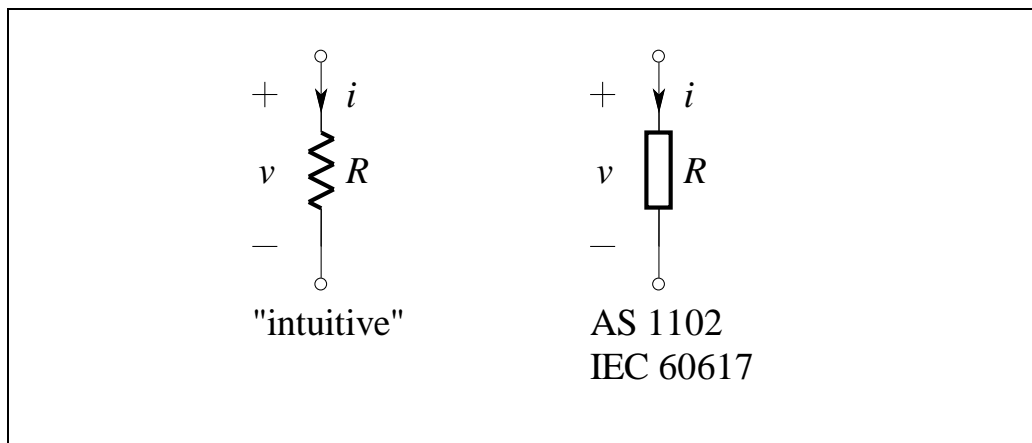 + i + i
v R v R
− −
"intuitive" AS 1102
IEC 60617